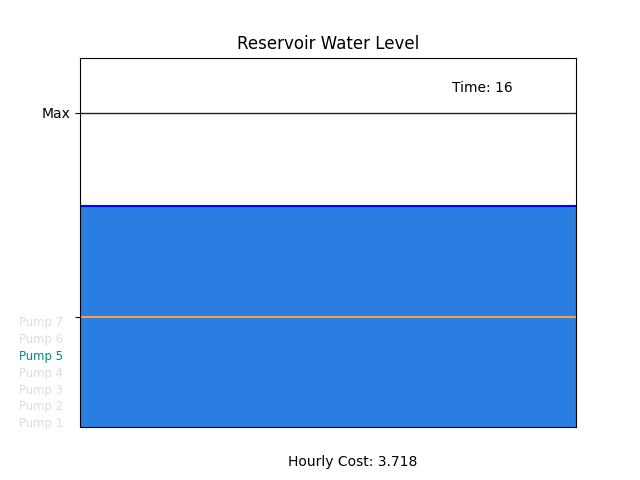 Reservoir Water Level
Time: 16
Max
Pump 7
Pump 6
Pump 5
Pump 4
Pump 3
Pump 2
Pump 1
Hourly Cost: 3.718